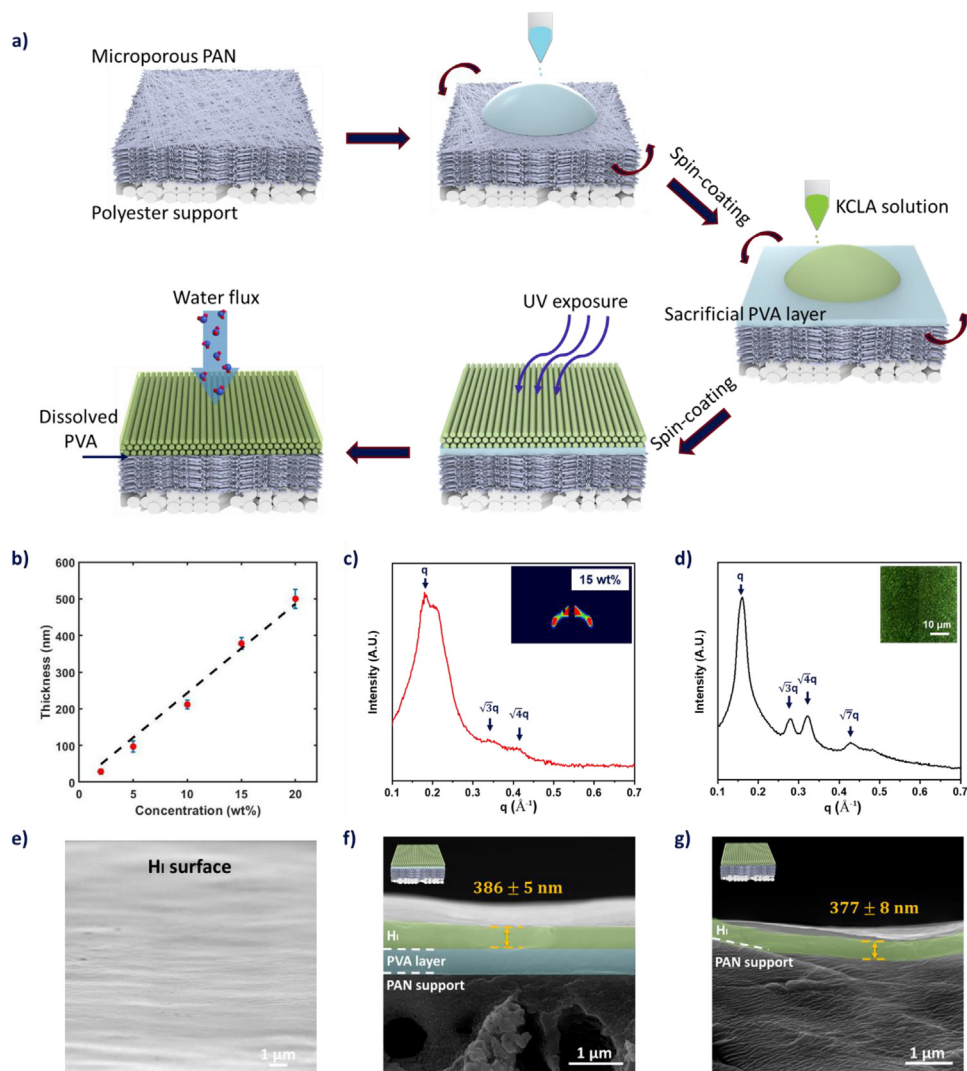 a)
Microporous PAN
Polyester support
Spin-coating
KCLA solution
Sacrificial PVA layer
Spin-coating
UV exposure
Water flux
Dissolved
PVA
b)
600
500
400
300
200
100
0
5
10
15
20
Thickness (nm)
Concentration (wt%)
c)
q
15 wt%
√3q
√4q
Intensity (A.U.)
0.1
0.2
0.3
0.4
0.5
0.6
0.7
q (Å⁻¹)
d)
q
10 μm
√3q
√4q
√7q
Intensity (A.U.)
0.1
0.2
0.3
0.4
0.5
0.6
0.7
q (Å⁻¹)
e)
HI surface
1 μm
f)
386 ± 5 nm
HI
PVA layer
PAN support
1 μm
g)
377 ± 8 nm
HI
PAN support
1 μm